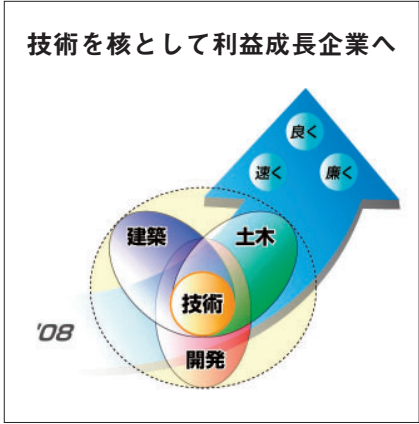 技術を核として利益成長企業へ
良く
速く
廉く
建築
土木
技術
'08
開発